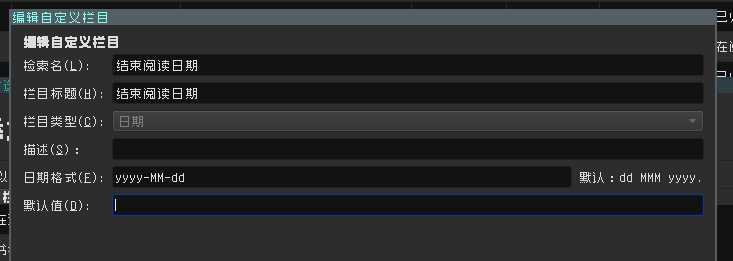 编辑自定义栏目
编辑自定义栏目
检索名(L): 结束阅读日期
栏目标题(H): 结束阅读日期
栏目类型(C): 日期
描述(S):
日期格式(F): yyyy-MM-dd 默认:dd MMM yyyy.
默认值(D):